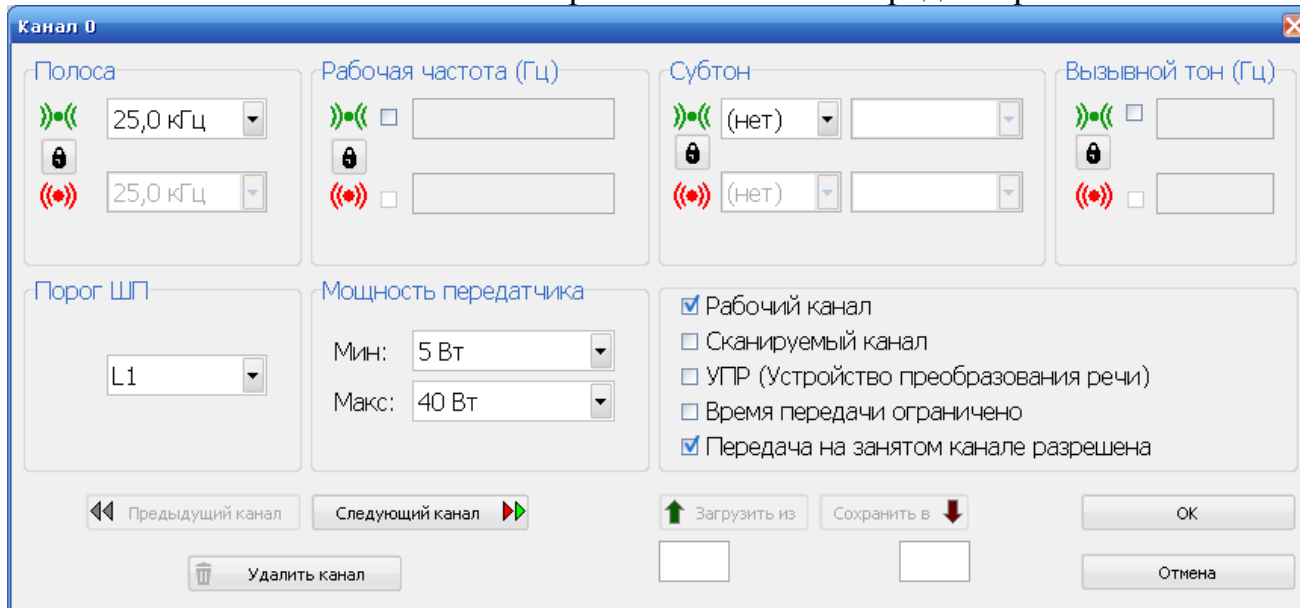 Канал 0
Полоса
25,0 кГц
25,0 кГц
Рабочая частота (Гц)
Субтон
(нет)
(нет)
Вызывной тон (Гц)
Порог ШП
L1
Мощность передатчика
Мин: 5 Вт
Макс: 40 Вт
Рабочий канал
Сканируемый канал
УПР (Устройство преобразования речи)
Время передачи ограничено
Передача на занятом канале разрешена
Предыдущий канал
Следующий канал
Загрузить из
Сохранить в
ОК
Удалить канал
Отмена